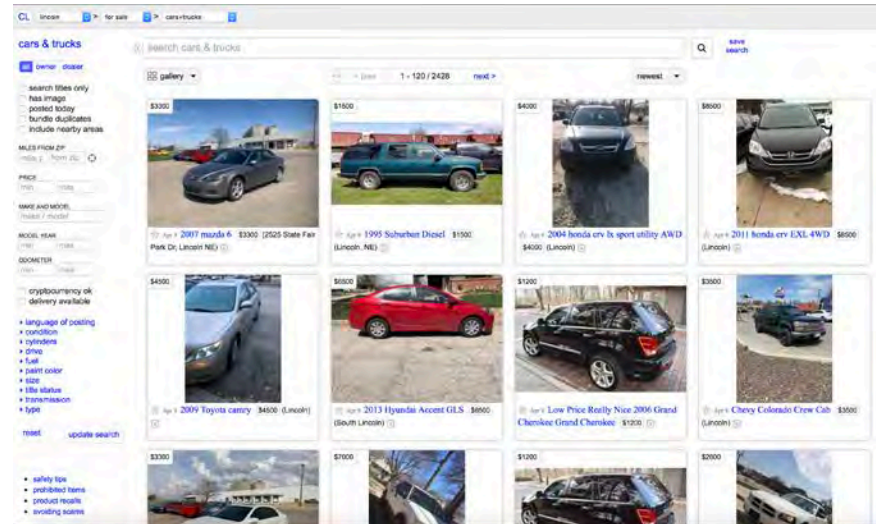 CL lincoln > for sale > cars+trucks
cars & trucks
search cars & trucks
save search
all owner dealer
gallery
< prev 1 - 120 / 2428 next >
newest
search titles only
has image
posted today
bundle duplicates
include nearby areas
MILES FROM ZIP
from zip
PRICE
min max
MAKE AND MODEL
make / model
MODEL YEAR
min max
ODOMETER
min max
cryptocurrency ok
delivery available
language of posting
condition
cylinders
drive
fuel
paint color
size
title status
transmission
type
reset update search
safety tips
prohibited items
product recalls
avoiding scams
$3300
2007 mazda 6 $3300 (2525 State Fair
Park Dr, Lincoln NE)
$1500
1995 Suburban Diesel $1500
(Lincoln, NE)
$4000
2004 honda crv lx sport utility AWD
$4000 (Lincoln)
$8500
2011 honda crv EXL 4WD $8500
(Lincoln)
$4500
2009 Toyota camry $4500 (Lincoln)
$6500
2013 Hyundai Accent GLS $6500
(South Lincoln)
$1200
Low Price Really Nice 2006 Grand
Cherokee Grand Cherokee $1200
$3500
Chevy Colorado Crew Cab $3500
(Lincoln)
$3300
$7000
$1200
$2000